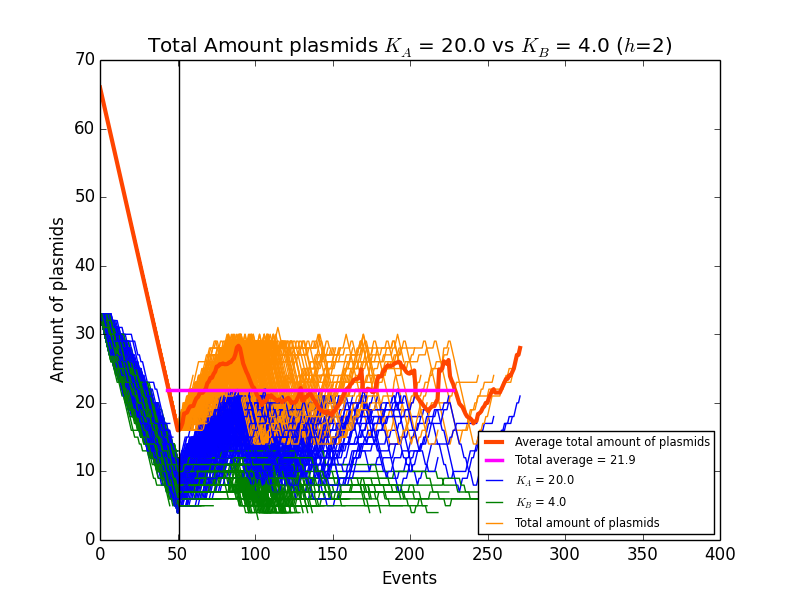 Total Amount plasmids K_A = 20.0 vs K_B = 4.0 (h=2)
70
60
50
40
30
20
10
0
Amount of plasmids
Average total amount of plasmids
Total average = 21.9
K_A = 20.0
K_B = 4.0
Total amount of plasmids
0 50 100 150 200 250 300 350 400
Events